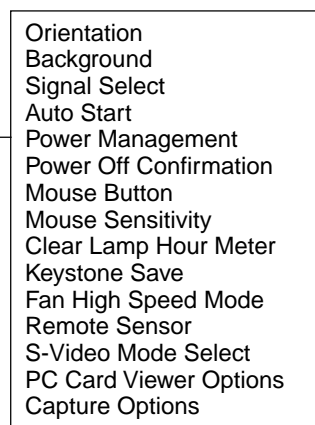 Orientation
Background
Signal Select
Auto Start
Power Management
Power Off Confirmation
Mouse Button
Mouse Sensitivity
Clear Lamp Hour Meter
Keystone Save
Fan High Speed Mode
Remote Sensor
S-Video Mode Select
PC Card Viewer Options
Capture Options